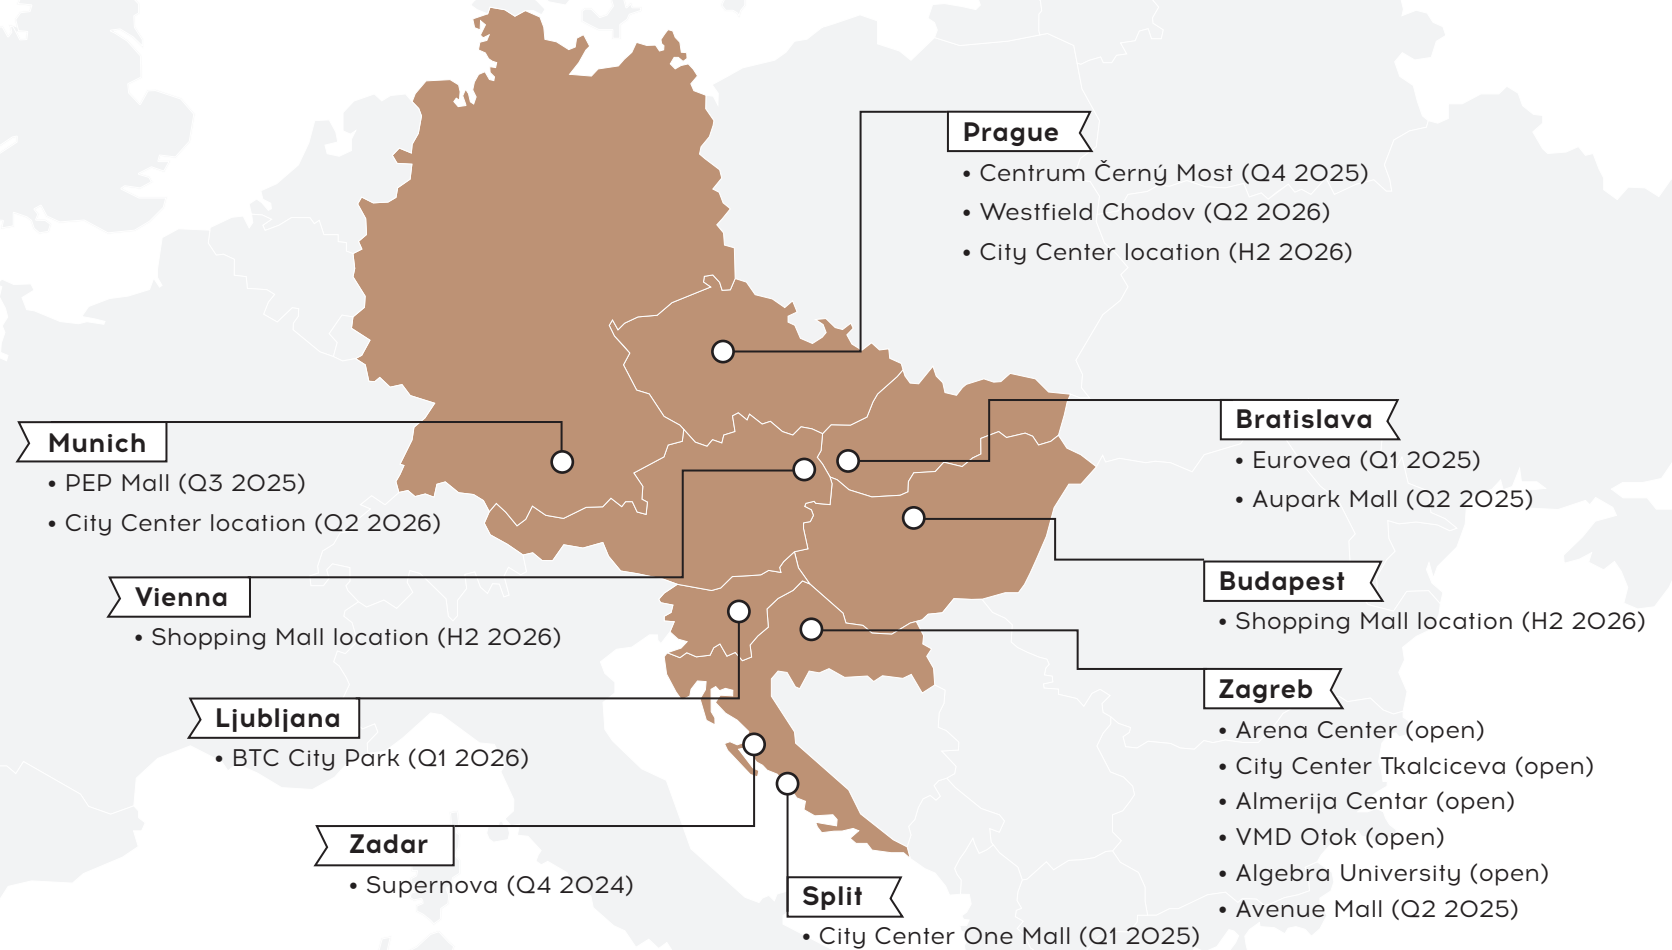 Prague
• Centrum Černý Most (Q4 2025)
• Westfield Chodov (Q2 2026)
• City Center location (H2 2026)
Munich
• PEP Mall (Q3 2025)
• City Center location (Q2 2026)
Bratislava
• Eurovea (Q1 2025)
• Aupark Mall (Q2 2025)
Vienna
• Shopping Mall location (H2 2026)
Budapest
• Shopping Mall location (H2 2026)
Ljubljana
• BTC City Park (Q1 2026)
Zagreb
• Arena Center (open)
• City Center Tkalciceva (open)
• Almerija Centar (open)
• VMD Otok (open)
• Algebra University (open)
• Avenue Mall (Q2 2025)
Zadar
• Supernova (Q4 2024)
Split
• City Center One Mall (Q1 2025)